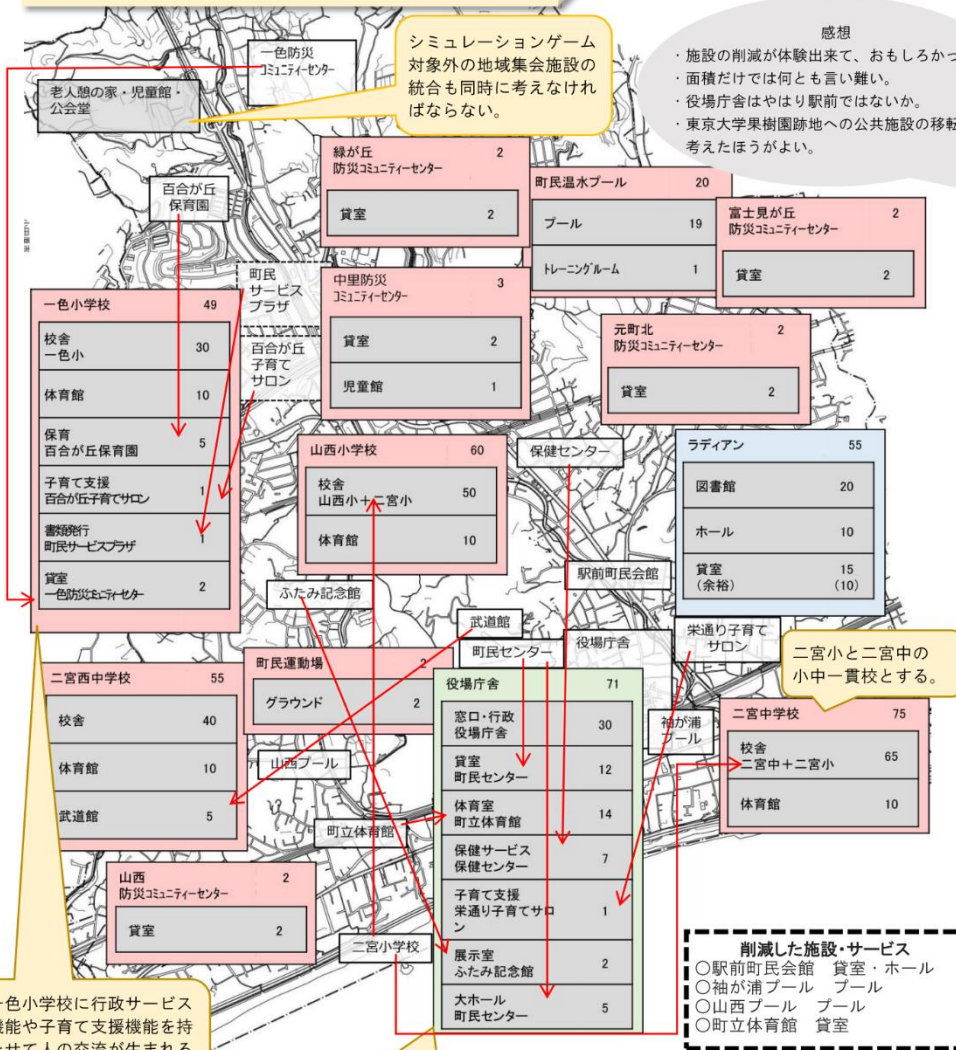 一色防災
コミュニティーセンター
老人憩の家・児童館・
公会堂
シミュレーションゲーム
対象外の地域集会施設の
統合も同時に考えなけれ
ばならない。
感想
・施設の削減が体験出来て、おもしろかっ
・面積だけでは何とも言い難い。
・役場庁舎はやはり駅前ではないか。
・東京大学果樹園跡地への公共施設の移転
考えたほうがよい。
百合が丘
保育園
緑が丘 2
防災コミュニティーセンター
貸室 2
町民温水プール 20
プール 19
トレーニングルーム 1
富士見が丘 2
防災コミュニティーセンター
貸室 2
町民
サービス
プラザ
百合が丘
子育て
サロン
中里防災 3
コミュニティーセンター
貸室 2
児童館 1
元町北 2
防災コミュニティーセンター
貸室 2
一色小学校 49
校舎 30
一色小
体育館 10
保育 5
百合が丘保育園
子育て支援 1
百合が丘子育てサロン
書類発行 1
町民サービスプラザ
貸室 2
一色防災コミュニティーセンター
山西小学校 60
校舎 50
山西小+二宮小
体育館 10
保健センター
ラディアン 55
図書館 20
ホール 10
貸室 15
(余裕) (10)
駅前町民会館
ふたみ記念館
武道館
町民センター
役場庁舎
栄通り子育て
サロン
二宮小と二宮中の
小中一貫校とする。
二宮西中学校 55
校舎 40
体育館 10
武道館 5
町民運動場 2
グラウンド 2
山西プール
町立体育館
袖が浦
プール
役場庁舎 71
窓口・行政 30
役場庁舎
貸室 12
町民センター
体育室 14
町立体育館
保健サービス 7
保健センター
子育て支援 1
栄通り子育てサロ
ン
展示室 2
ふたみ記念館
大ホール 5
町民センター
二宮中学校 75
校舎 65
二宮中+二宮小
体育館 10
山西 2
防災コミュニティーセンター
貸室 2
二宮小学校
削減した施設・サービス
○駅前町民会館 貸室・ホール
○袖が浦プール プール
○山西プール プール
○町立体育館 貸室
一色小学校に行政サービス
機能や子育て支援機能を持
たせて人の交流が生まれる